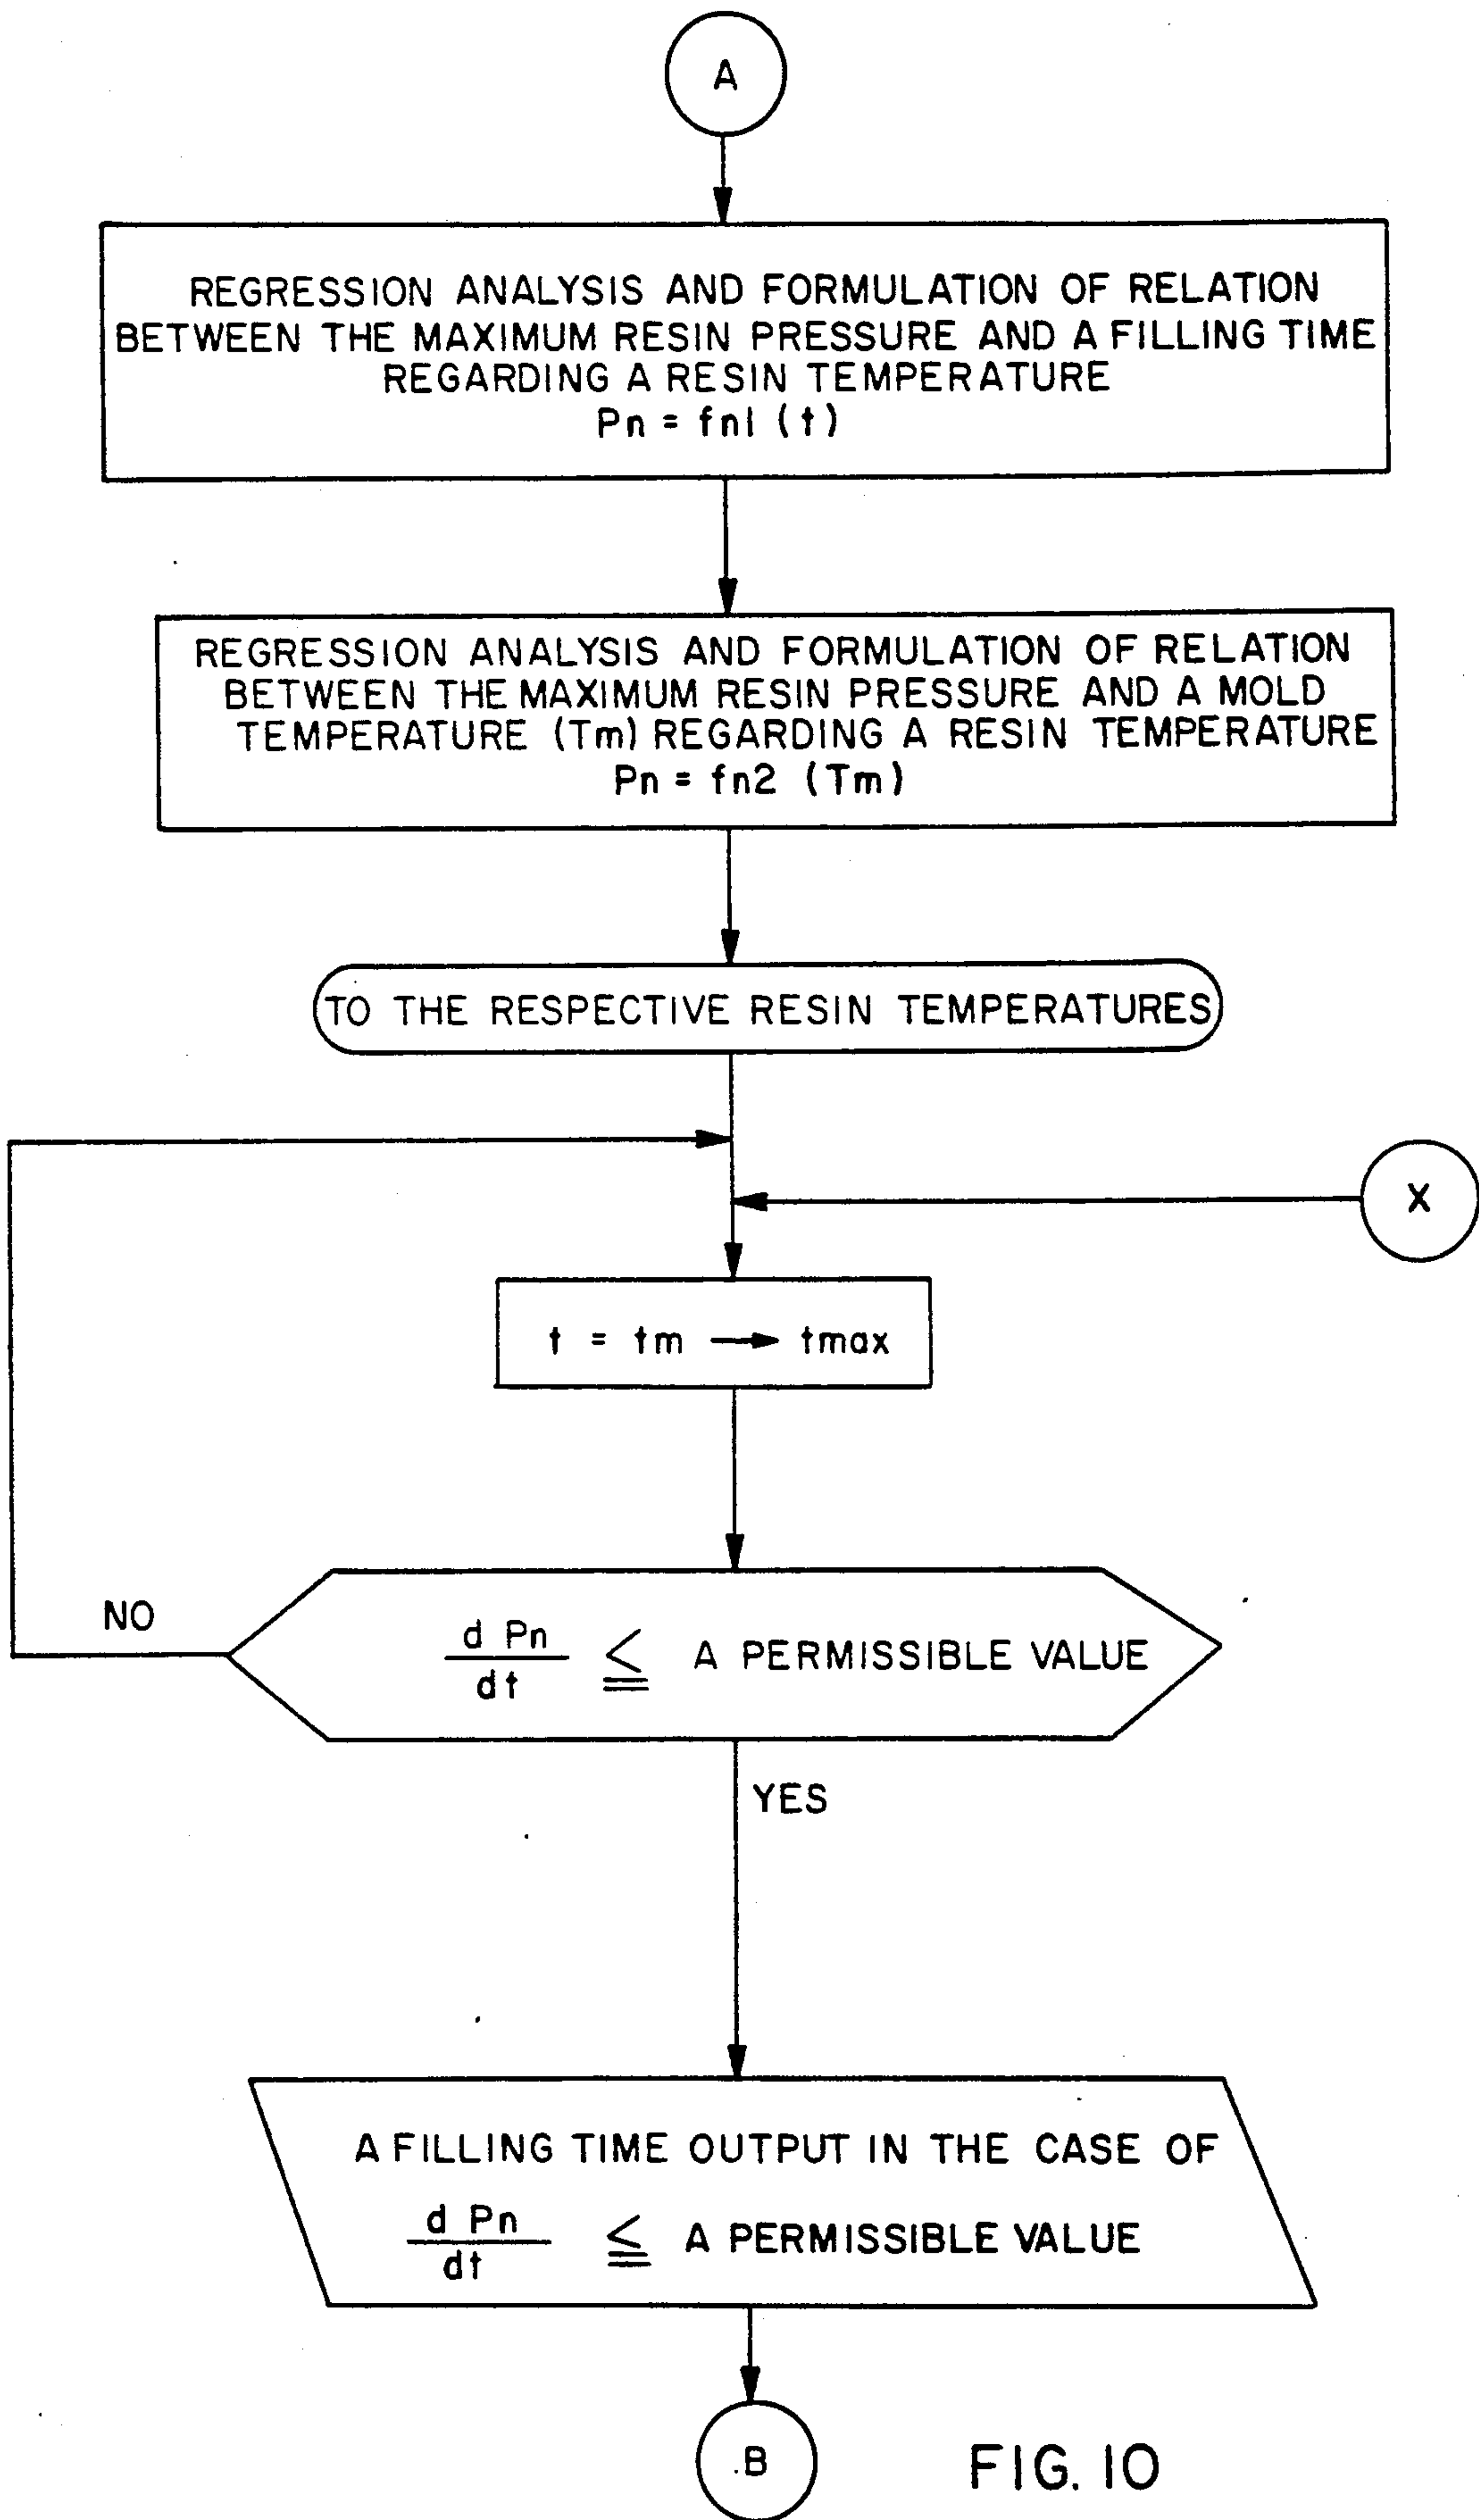 A
REGRESSION ANALYSIS AND FORMULATION OF RELATION
BETWEEN THE MAXIMUM RESIN PRESSURE AND A FILLING TIME
REGARDING A RESIN TEMPERATURE
Pn = fn1 (t)
REGRESSION ANALYSIS AND FORMULATION OF RELATION
BETWEEN THE MAXIMUM RESIN PRESSURE AND A MOLD
TEMPERATURE (Tm) REGARDING A RESIN TEMPERATURE
Pn = fn2 (Tm)
TO THE RESPECTIVE RESIN TEMPERATURES
X
t = tm → tmax
NO
d Pn / dt ≦ A PERMISSIBLE VALUE
YES
A FILLING TIME OUTPUT IN THE CASE OF
d Pn / dt ≦ A PERMISSIBLE VALUE
B
FIG. 10